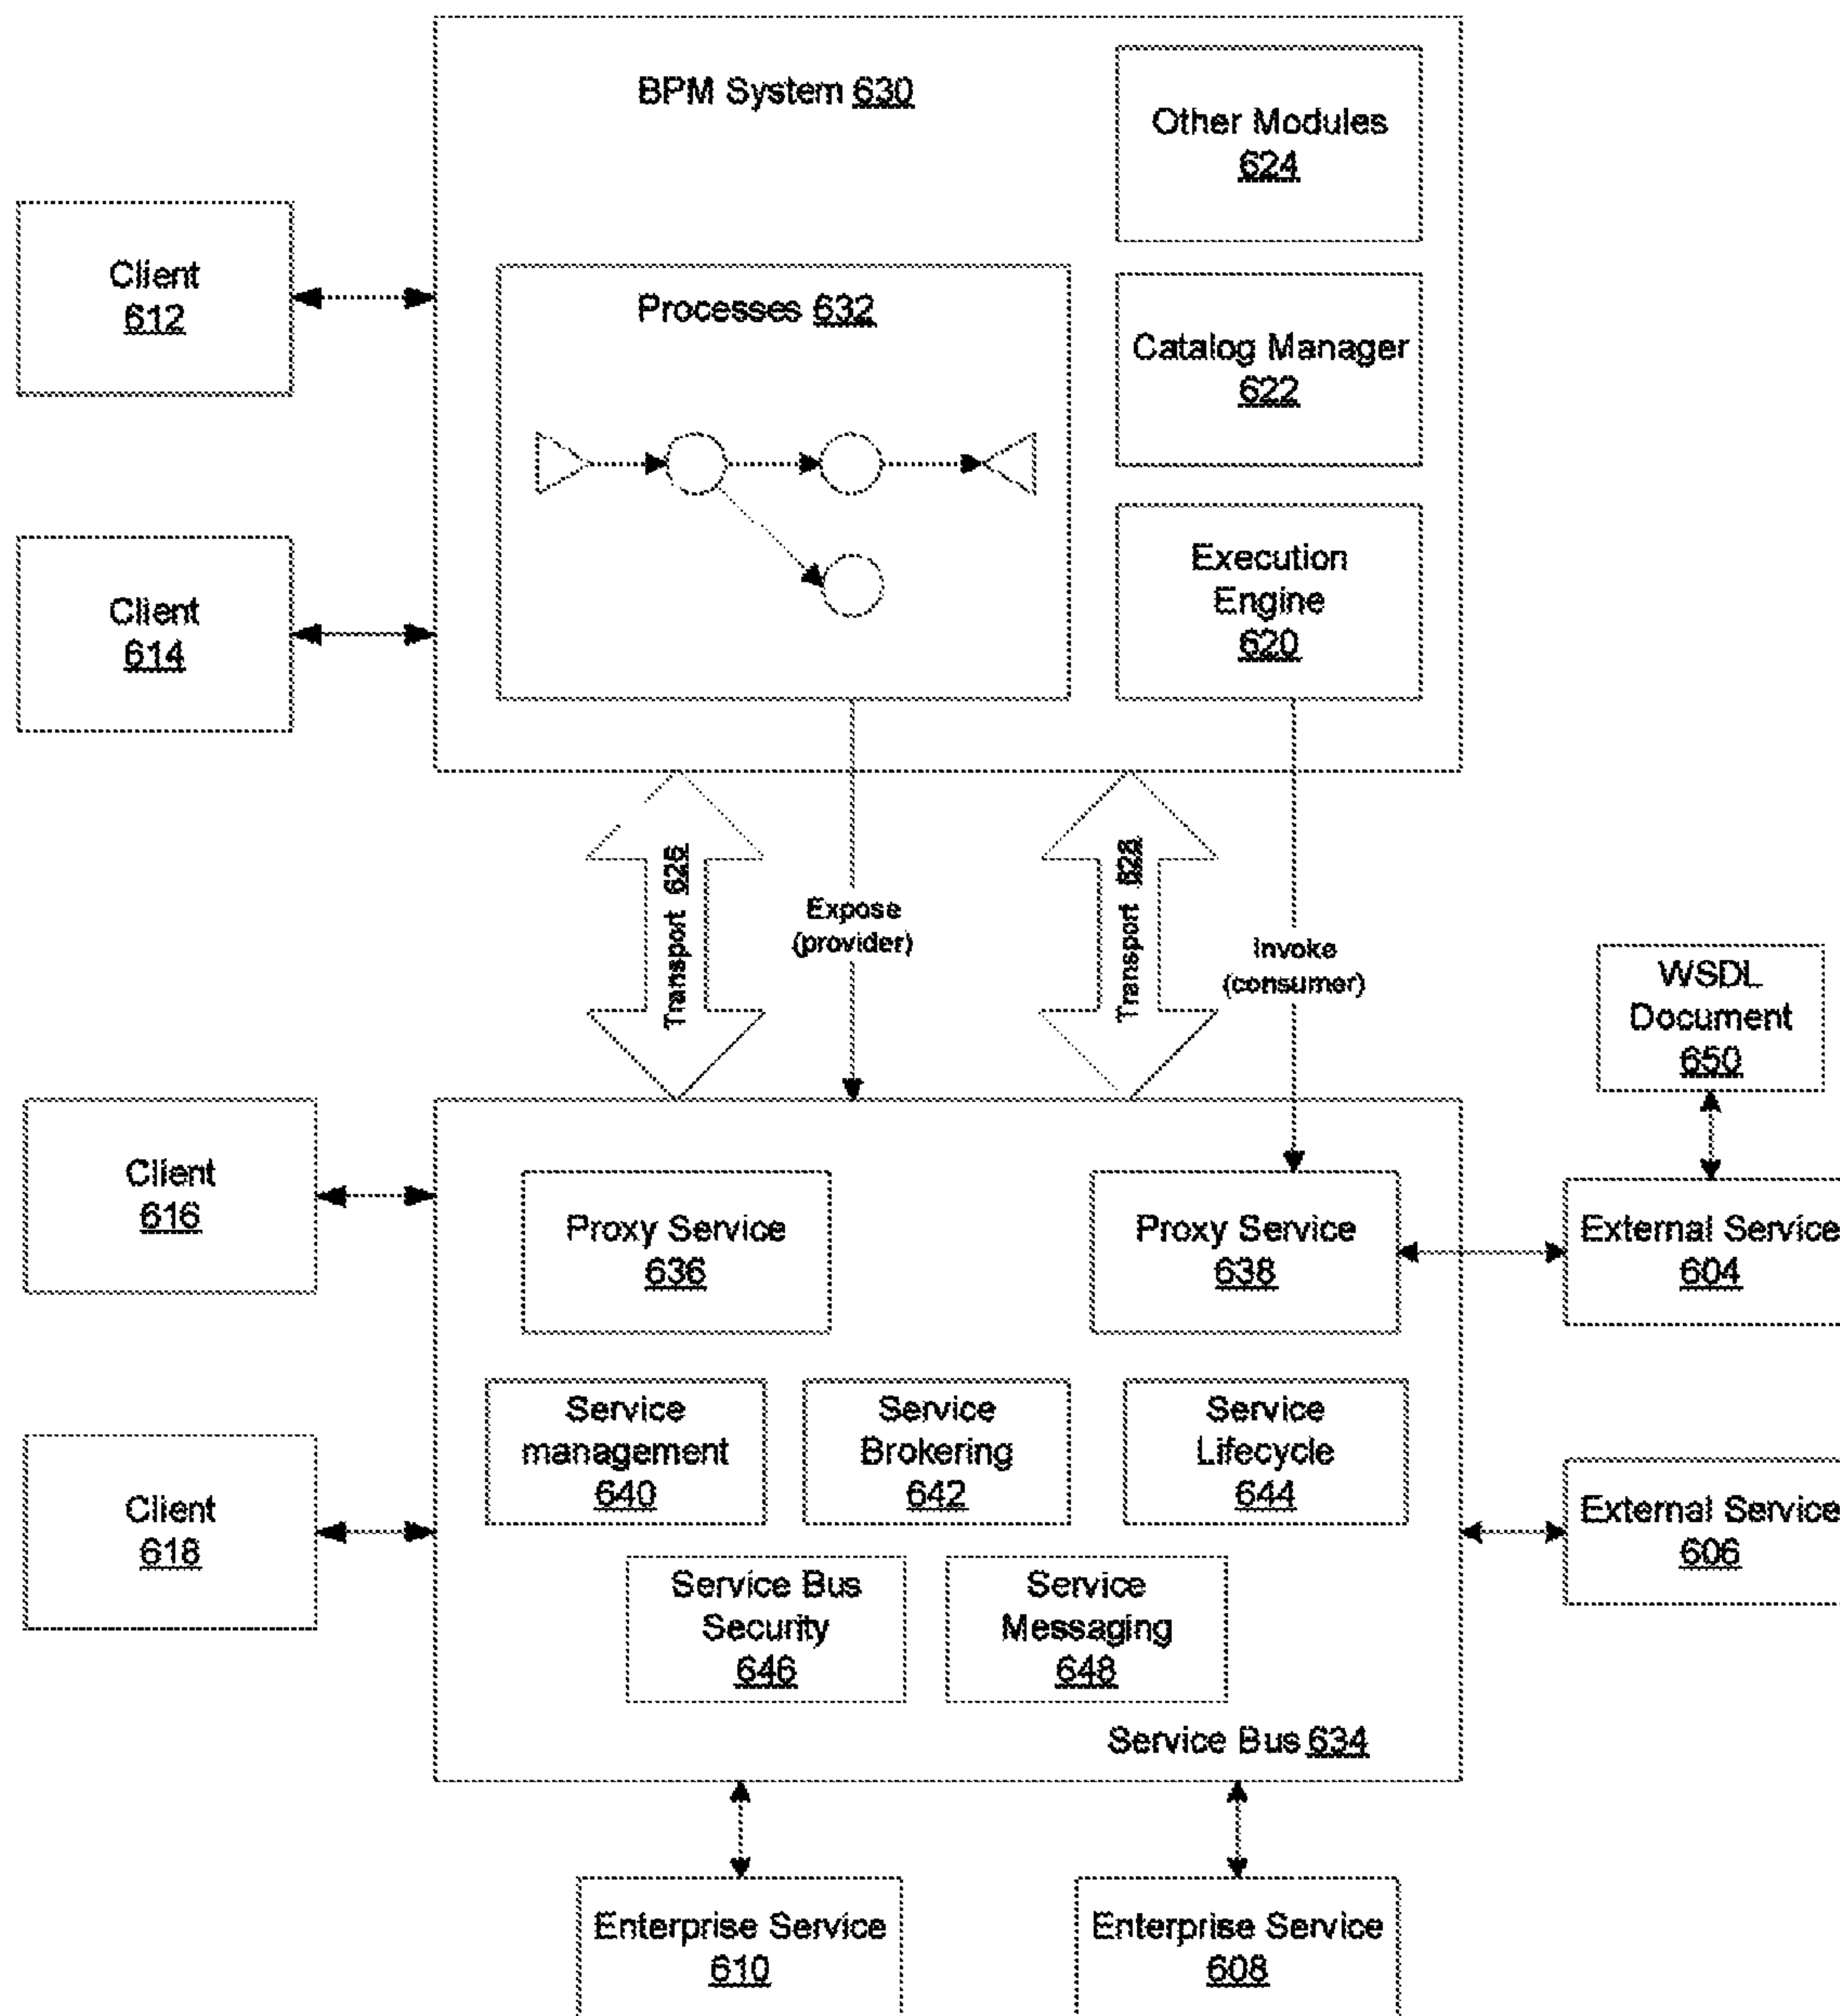 BPM System 630
Other Modules
624
Client
612
Processes 632
Catalog Manager
622
Client
614
Execution
Engine
620
Transport 626
Expose
(provider)
Transport 628
Invoke
(consumer)
WSDL
Document
650
Client
616
Proxy Service
636
Proxy Service
638
External Service
604
Service
management
640
Service
Brokering
642
Service
Lifecycle
644
Client
618
External Service
606
Service Bus
Security
646
Service
Messaging
648
Service Bus 634
Enterprise Service
610
Enterprise Service
608